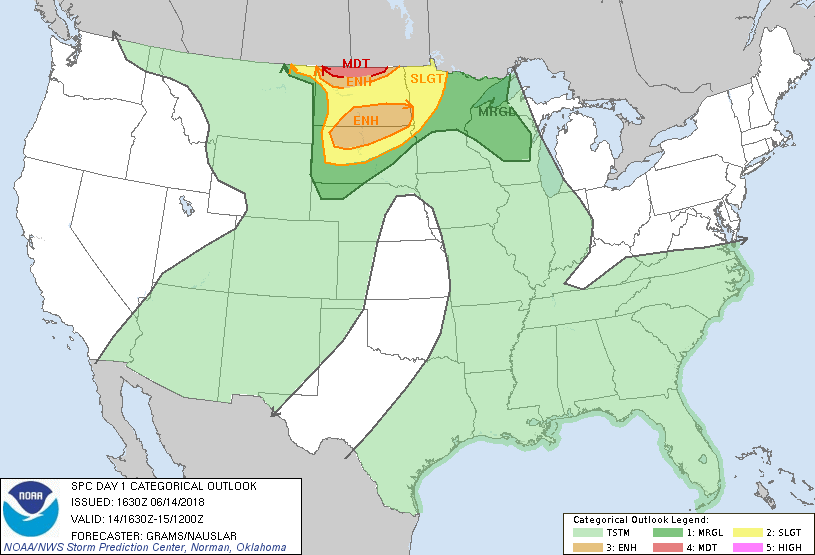 MDT
ENH
SLGT
MRGL
ENH
NOAA
SPC DAY 1 CATEGORICAL OUTLOOK
ISSUED: 1630Z 06/14/2018
VALID: 14/1630Z-15/1200Z
FORECASTER: GRAMS/NAUSLAR
NOAA/NWS Storm Prediction Center, Norman, Oklahoma
Categorical Outlook Legend:
TSTM 1: MRGL 2: SLGT
3: ENH 4: MDT 5: HIGH